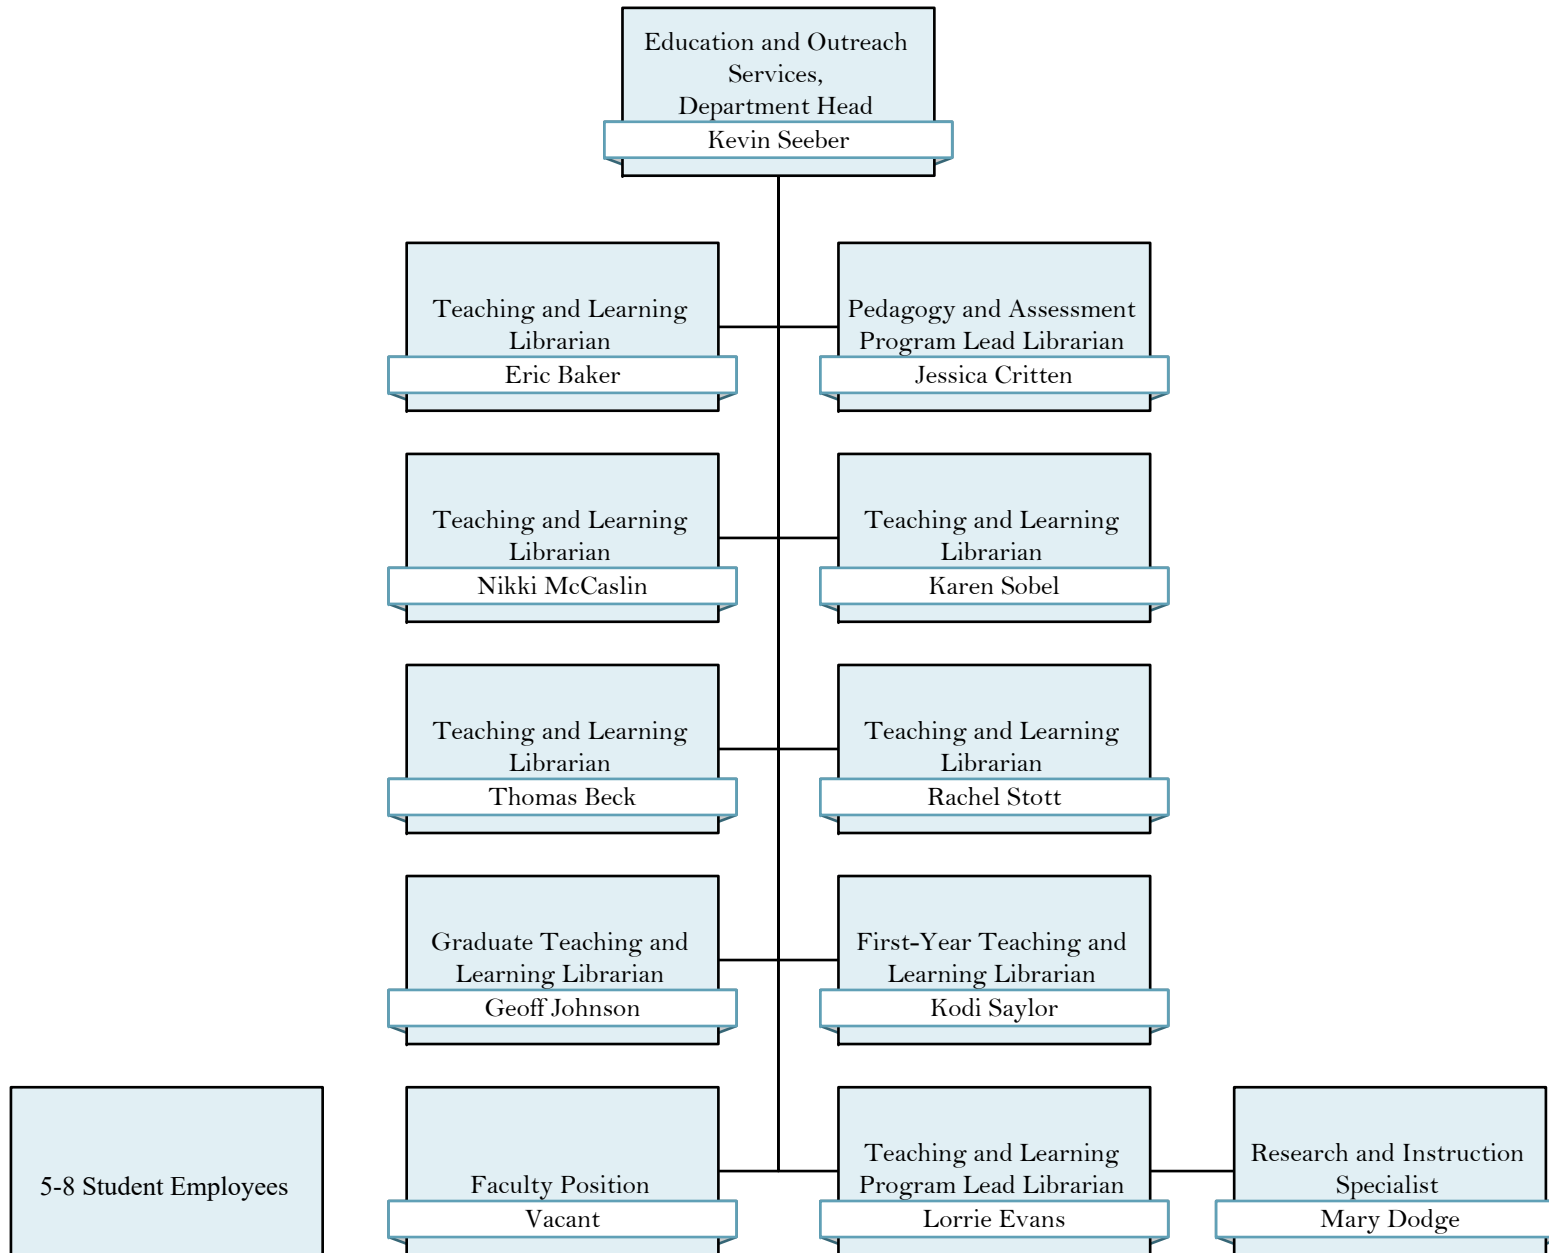 Education and Outreach
Services,
Department Head
Kevin Seeber
Teaching and Learning
Librarian
Eric Baker
Pedagogy and Assessment
Program Lead Librarian
Jessica Critten
Teaching and Learning
Librarian
Nikki McCaslin
Teaching and Learning
Librarian
Karen Sobel
Teaching and Learning
Librarian
Thomas Beck
Teaching and Learning
Librarian
Rachel Stott
Graduate Teaching and
Learning Librarian
Geoff Johnson
First-Year Teaching and
Learning Librarian
Kodi Saylor
5-8 Student Employees
Faculty Position
Vacant
Teaching and Learning
Program Lead Librarian
Lorrie Evans
Research and Instruction
Specialist
Mary Dodge